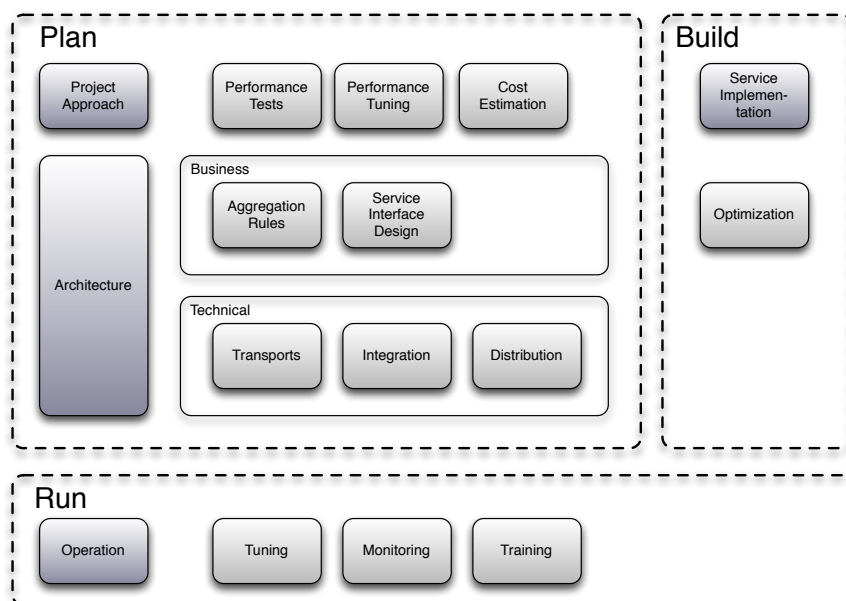 Plan
Project
Approach
Performance
Tests
Performance
Tuning
Cost
Estimation
Architecture
Business
Aggregation
Rules
Service
Interface
Design
Technical
Transports
Integration
Distribution
Build
Service
Implemen-
tation
Optimization
Run
Operation
Tuning
Monitoring
Training